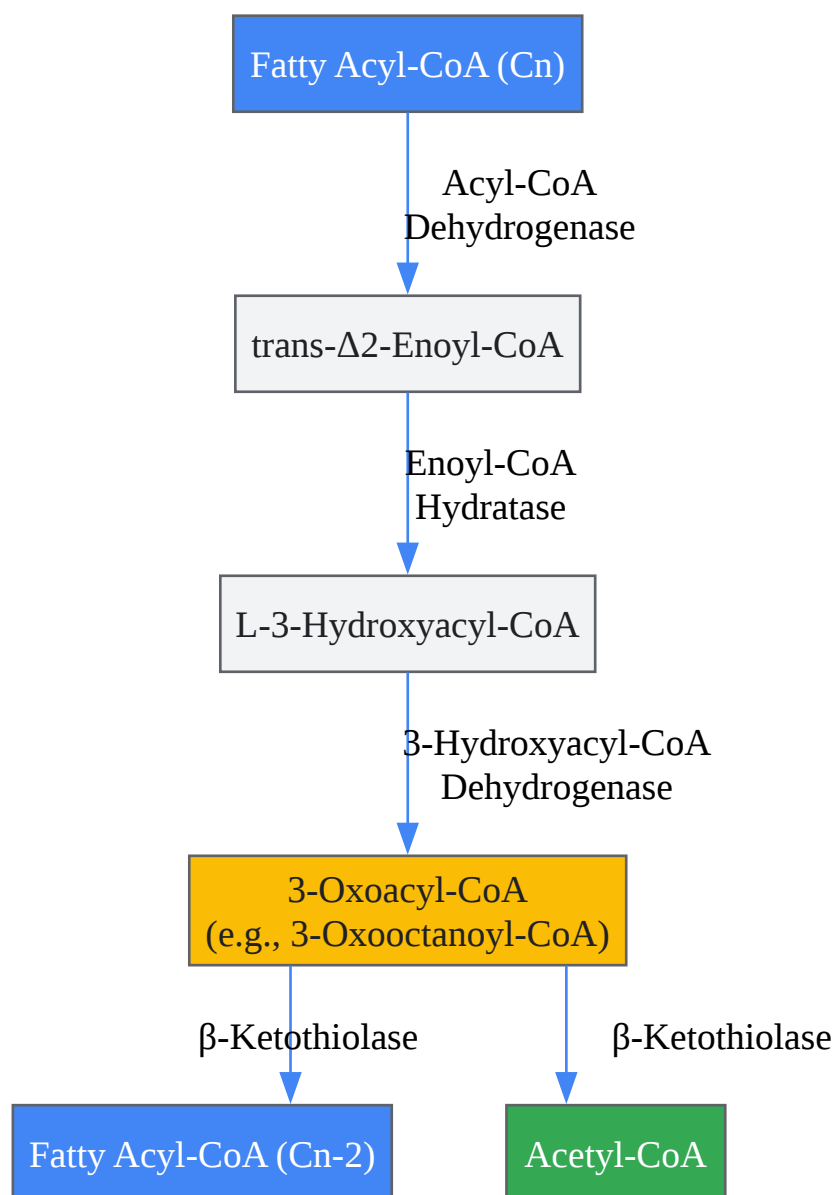 Fatty Acyl-CoA (Cn)
Acyl-CoA
Dehydrogenase
trans-Δ2-Enoyl-CoA
Enoyl-CoA
Hydratase
L-3-Hydroxyacyl-CoA
3-Hydroxyacyl-CoA
Dehydrogenase
3-Oxoacyl-CoA
(e.g., 3-Oxooctanoyl-CoA)
β-Ketothiolase
β-Ketothiolase
Fatty Acyl-CoA (Cn-2)
Acetyl-CoA